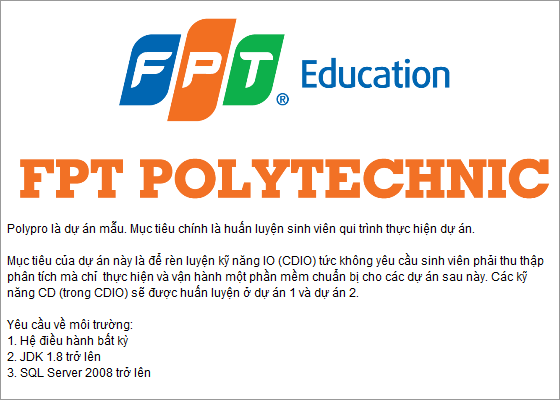 FPT® Education
FPT POLYTECHNIC
Polypro là dự án mẫu. Mục tiêu chính là huấn luyện sinh viên qui trình thực hiện dự án.
Mục tiêu của dự án này là để rèn luyện kỹ năng IO (CDIO) tức không yêu cầu sinh viên phải thu thập
phân tích mà chỉ thực hiện và vận hành một phần mềm chuẩn bị cho các dự án sau này. Các kỹ
năng CD (trong CDIO) sẽ được huấn luyện ở dự án 1 và dự án 2.
Yêu cầu về môi trường:
1. Hệ điều hành bất kỳ
2. JDK 1.8 trở lên
3. SQL Server 2008 trở lên